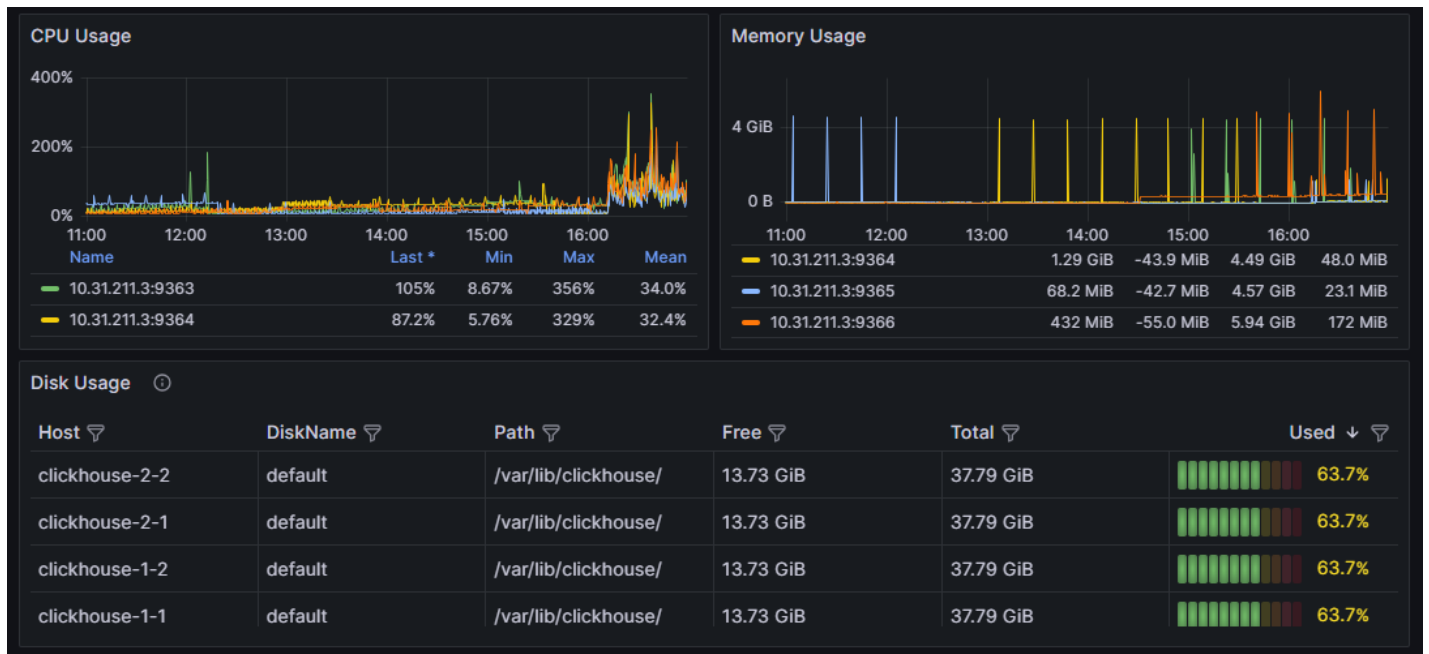 CPU Usage
400%
200%
0%
11:00 12:00 13:00 14:00 15:00 16:00
Name Last * Min Max Mean
10.31.211.3:9363 105% 8.67% 356% 34.0%
10.31.211.3:9364 87.2% 5.76% 329% 32.4%
Memory Usage
4 GiB
0 B
11:00 12:00 13:00 14:00 15:00 16:00
10.31.211.3:9364 1.29 GiB -43.9 MiB 4.49 GiB 48.0 MiB
10.31.211.3:9365 68.2 MiB -42.7 MiB 4.57 GiB 23.1 MiB
10.31.211.3:9366 432 MiB -55.0 MiB 5.94 GiB 172 MiB
Disk Usage
Host DiskName Path Free Total Used
clickhouse-2-2 default /var/lib/clickhouse/ 13.73 GiB 37.79 GiB 63.7%
clickhouse-2-1 default /var/lib/clickhouse/ 13.73 GiB 37.79 GiB 63.7%
clickhouse-1-2 default /var/lib/clickhouse/ 13.73 GiB 37.79 GiB 63.7%
clickhouse-1-1 default /var/lib/clickhouse/ 13.73 GiB 37.79 GiB 63.7%